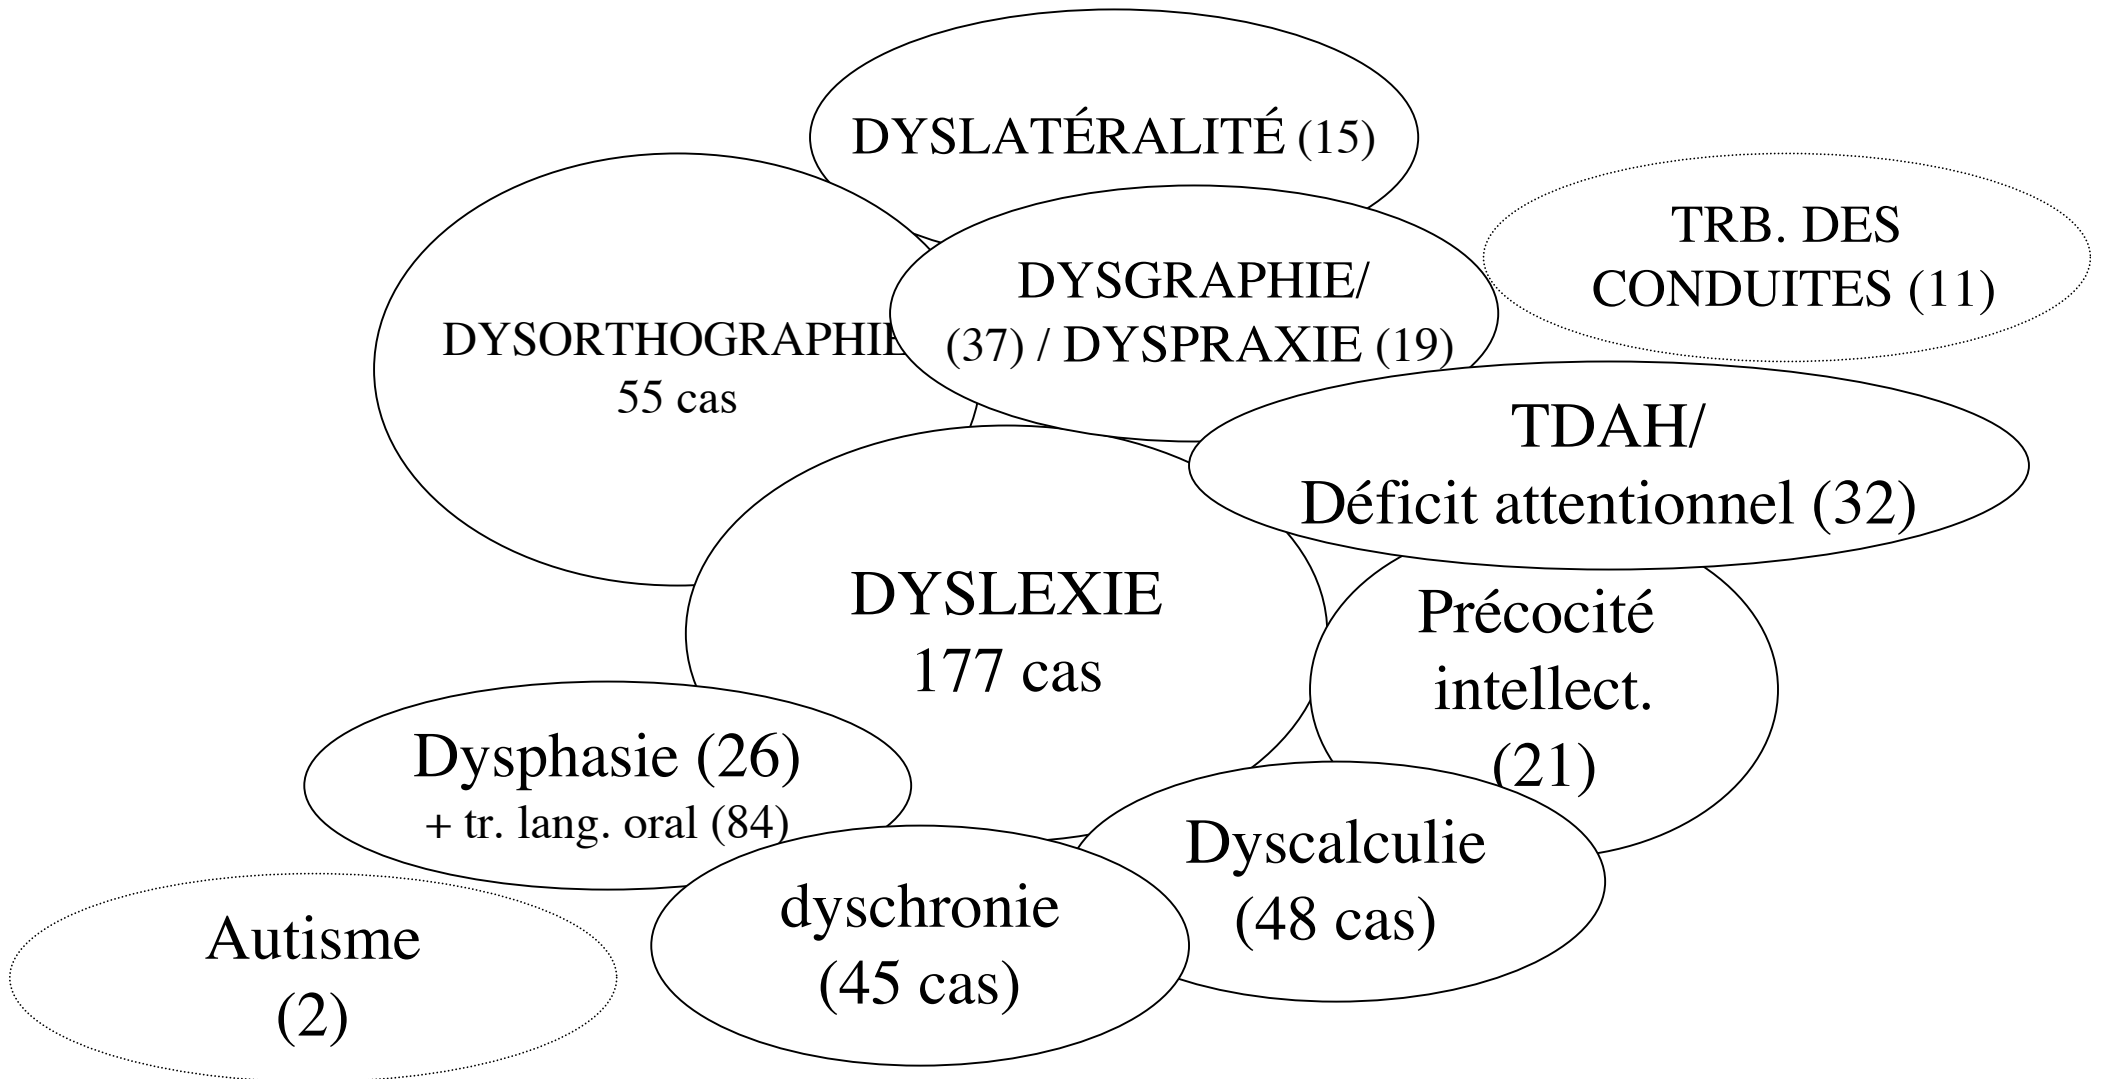 DYSLATÉRALITÉ (15)
TRB. DES
CONDUITES (11)
DYSGRAPHIE/
(37) / DYSPRAXIE (19)
DYSORTHOGRAPHIE
55 cas
TDAH/
Déficit attentionnel (32)
DYSLEXIE
177 cas
Précocité
intellect.
(21)
Dysphasie (26)
+ tr. lang. oral (84)
Dyscalculie
(48 cas)
dyschronie
(45 cas)
Autisme
(2)